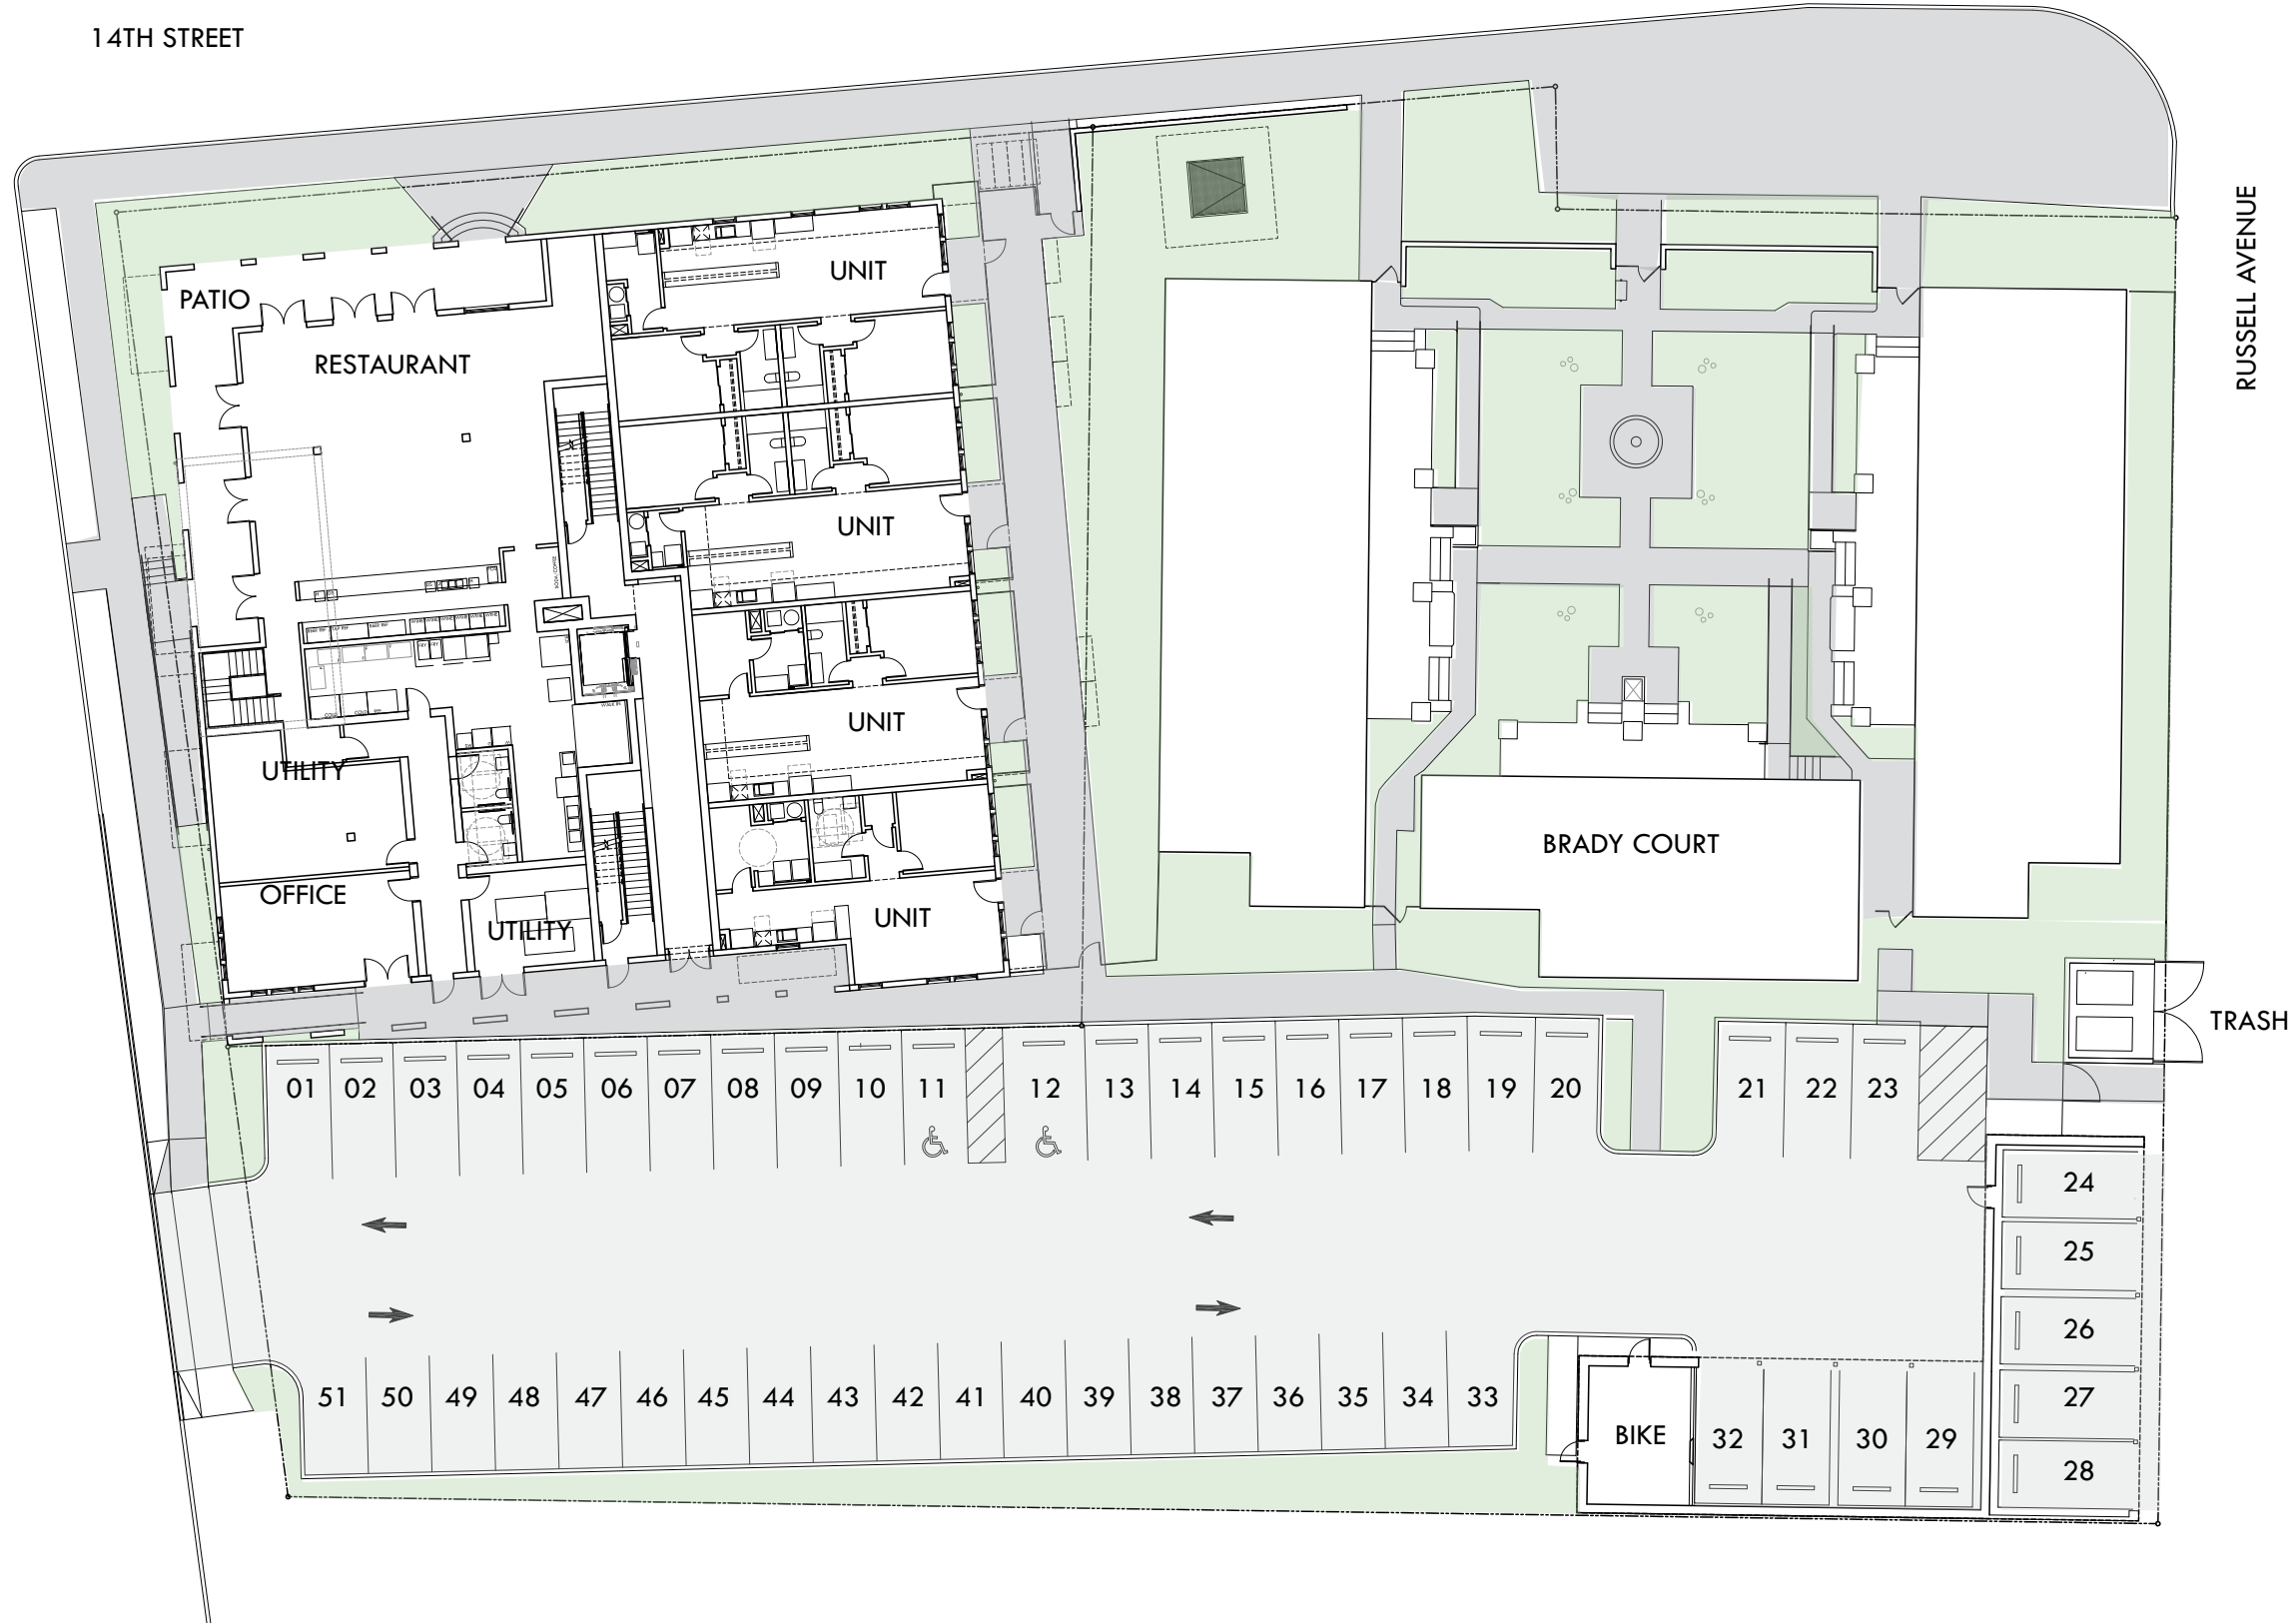 14TH STREET
RUSSELL AVENUE
PATIO
RESTAURANT
UNIT
UNIT
UNIT
UNIT
UTILITY
OFFICE
UTILITY
BRADY COURT
TRASH
01 02 03 04 05 06 07 08 09 10 11 12 13 14 15 16 17 18 19 20 21 22 23
24
25
26
27
28
51 50 49 48 47 46 45 44 43 42 41 40 39 38 37 36 35 34 33
BIKE
32 31 30 29